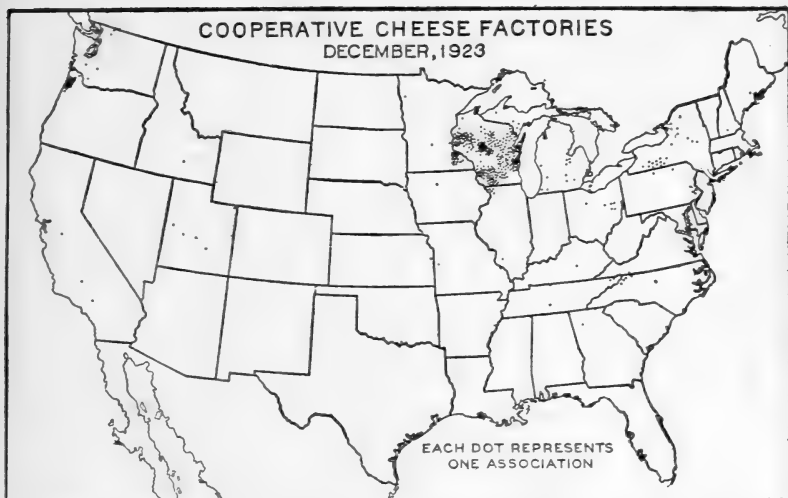 COOPERATIVE CHEESE FACTORIES
DECEMBER, 1923
EACH DOT REPRESENTS
ONE ASSOCIATION